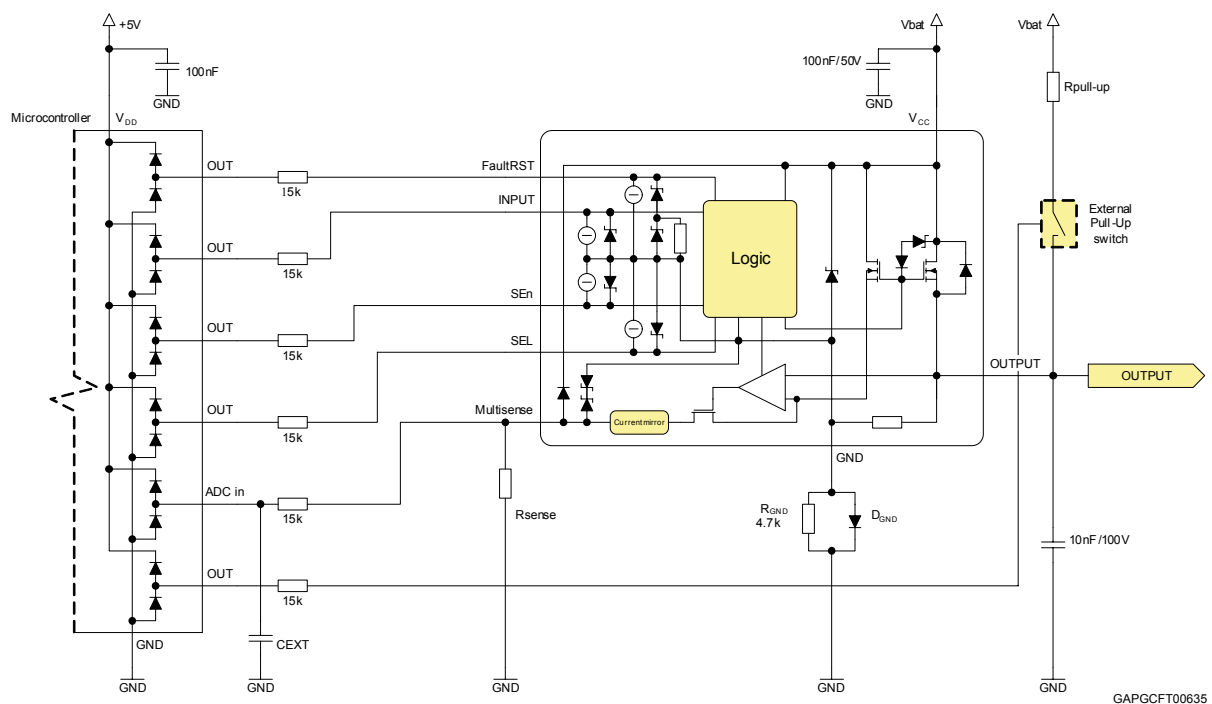 +5V
Vbat
Vbat
100nF
100nF/50V
GND
GND
Rpull-up
Microcontroller
VDD
VCC
OUT
FaultRST
15k
INPUT
External
Pull-Up
switch
OUT
15k
Logic
SEn
OUT
15k
SEL
OUTPUT
OUTPUT
OUT
15k
Multisense
Currentmirror
GND
ADC in
15k
Rsense
RGND
4.7k
DGND
10nF/100V
OUT
15k
GND
CEXT
GND
GND
GND
GND
GND
GAPGCFT00635